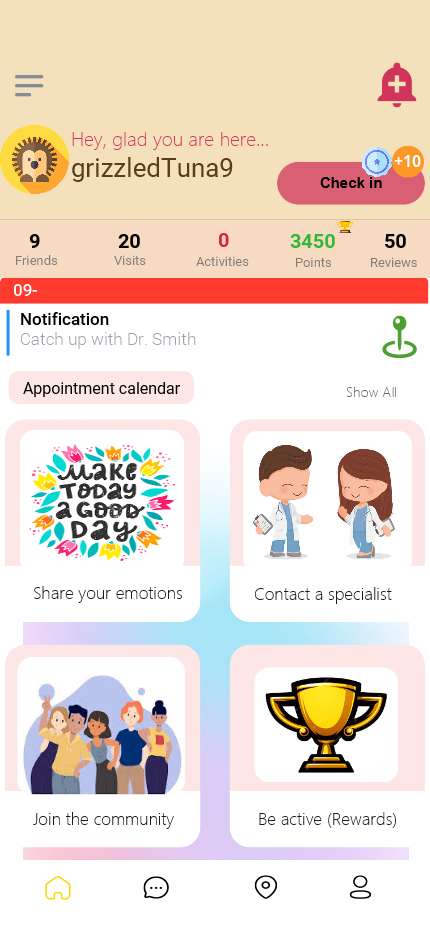 Hey, glad you are here...
grizzledTuna9
+10
Check in
9 20 0 3450 50
Friends Visits Activities Points Reviews
09-
Notification
Catch up with Dr. Smith
Appointment calendar
Show All
MAKE
TODAY
A GOOD
DAY
Share your emotions
Contact a specialist
Join the community
Be active (Rewards)